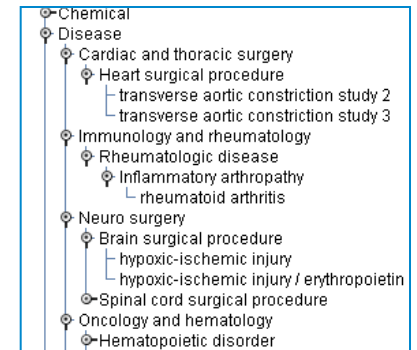 Chemical
Disease
Cardiac and thoracic surgery
Heart surgical procedure
transverse aortic constriction study 2
transverse aortic constriction study 3
Immunology and rheumatology
Rheumatologic disease
Inflammatory arthropathy
rheumatoid arthritis
Neuro surgery
Brain surgical procedure
hypoxic-ischemic injury
hypoxic-ischemic injury / erythropoietin
Spinal cord surgical procedure
Oncology and hematology
Hematopoietic disorder